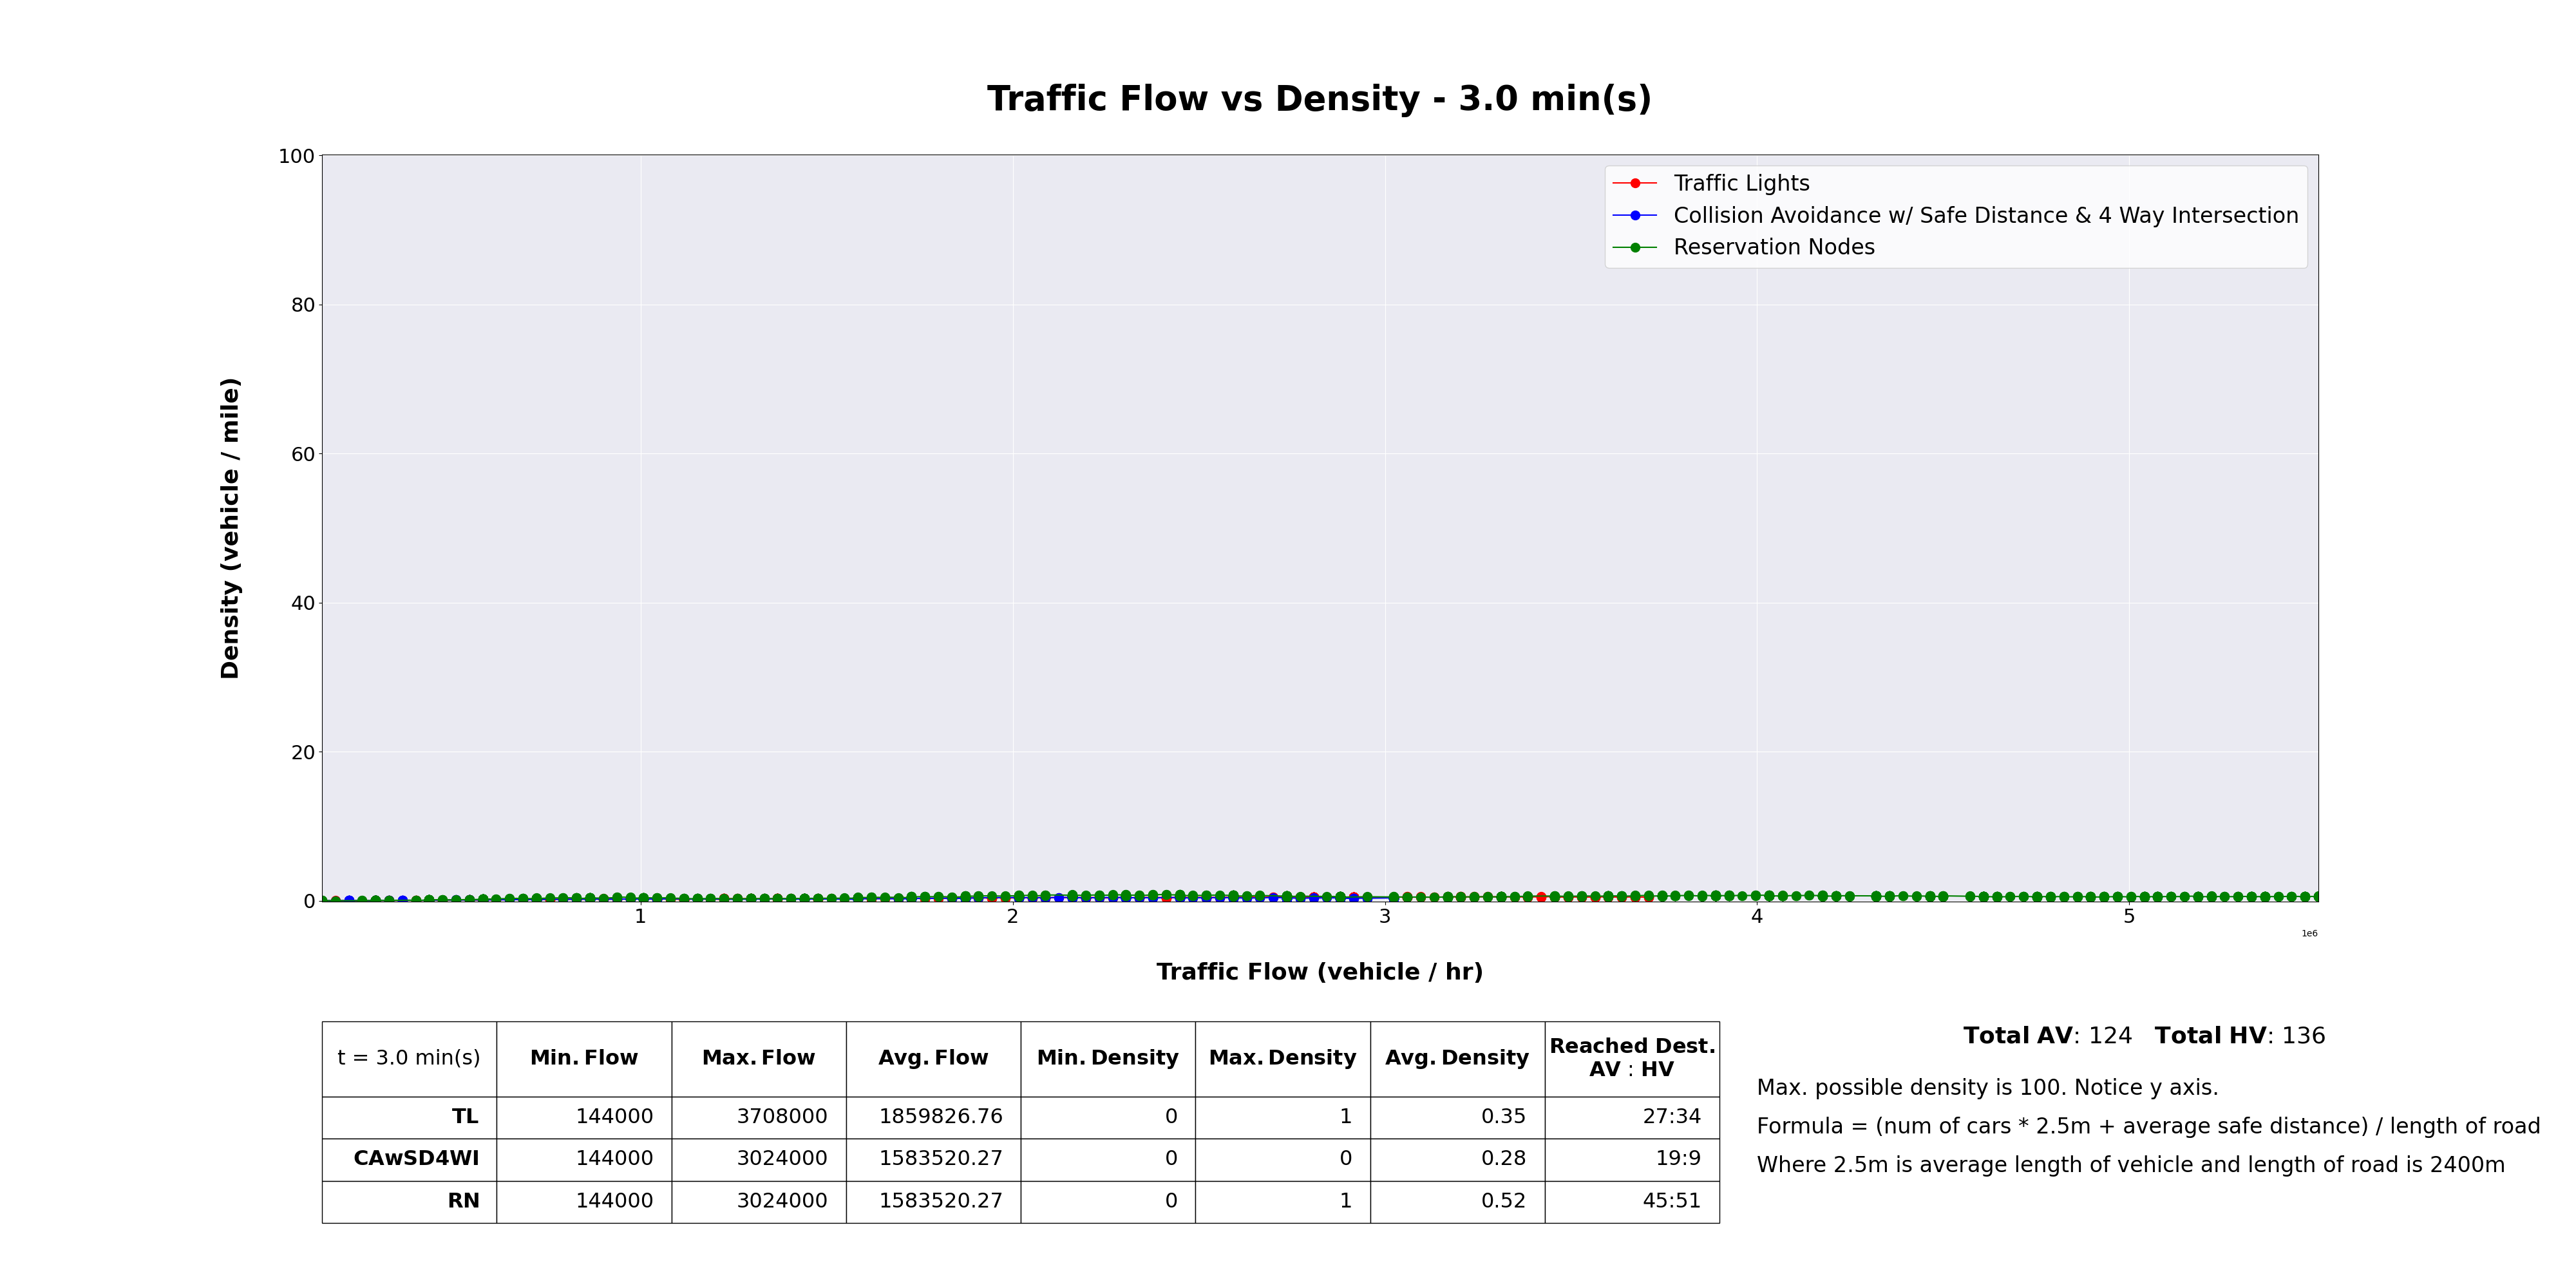 Traffic Flow vs Density - 3.0 min(s)
100
80
60
40
20
0
Density (vehicle / mile)
Traffic Lights
Collision Avoidance w/ Safe Distance & 4 Way Intersection
Reservation Nodes
1 2 3 4 5
1e6
Traffic Flow (vehicle / hr)
t = 3.0 min(s) Min. Flow Max. Flow Avg. Flow Min. Density Max. Density Avg. Density Reached Dest.
AV : HV
TL 144000 3708000 1859826.76 0 1 0.35 27:34
CAwSD4WI 144000 3024000 1583520.27 0 0 0.28 19:9
RN 144000 3024000 1583520.27 0 1 0.52 45:51
Total AV: 124 Total HV: 136
Max. possible density is 100. Notice y axis.
Formula = (num of cars * 2.5m + average safe distance) / length of road
Where 2.5m is average length of vehicle and length of road is 2400m